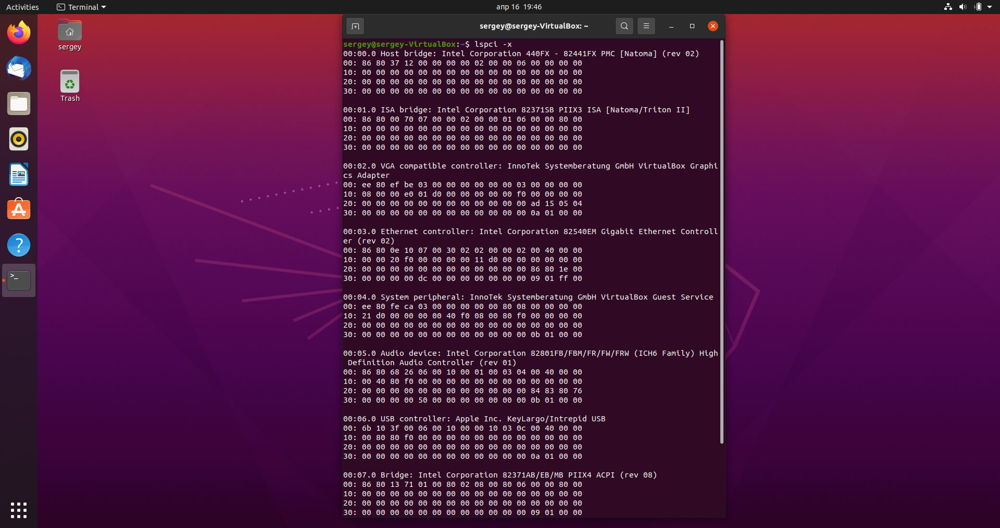 Activities
Terminal
апр 16 19:46
sergey
Trash
sergey@sergey-VirtualBox: ~
sergey@sergey-VirtualBox:~$ lspci -x
00:00.0 Host bridge: Intel Corporation 440FX - 82441FX PMC [Natoma] (rev 02)
00: 86 80 37 12 00 00 00 00 02 00 00 06 00 00 00 00
10: 00 00 00 00 00 00 00 00 00 00 00 00 00 00 00 00
20: 00 00 00 00 00 00 00 00 00 00 00 00 00 00 00 00
30: 00 00 00 00 00 00 00 00 00 00 00 00 00 00 00 00
00:01.0 ISA bridge: Intel Corporation 82371SB PIIX3 ISA [Natoma/Triton II]
00: 86 80 00 70 07 00 00 02 00 00 01 06 00 00 80 00
10: 00 00 00 00 00 00 00 00 00 00 00 00 00 00 00 00
20: 00 00 00 00 00 00 00 00 00 00 00 00 00 00 00 00
30: 00 00 00 00 00 00 00 00 00 00 00 00 00 00 00 00
00:02.0 VGA compatible controller: InnoTek Systemberatung GmbH VirtualBox Graphi
cs Adapter
00: ee 80 ef be 03 00 00 00 00 00 00 03 00 00 00 00
10: 08 00 00 e0 01 d0 00 00 00 00 00 f0 00 00 00 00
20: 00 00 00 00 00 00 00 00 00 00 00 00 ad 15 05 04
30: 00 00 00 00 00 00 00 00 00 00 00 00 0a 01 00 00
00:03.0 Ethernet controller: Intel Corporation 82540EM Gigabit Ethernet Controll
er (rev 02)
00: 86 80 0e 10 07 00 30 02 02 00 00 02 00 40 00 00
10: 00 00 20 f0 00 00 00 00 11 d0 00 00 00 00 00 00
20: 00 00 00 00 00 00 00 00 00 00 00 00 86 80 1e 00
30: 00 00 00 00 dc 00 00 00 00 00 00 00 09 01 ff 00
00:04.0 System peripheral: InnoTek Systemberatung GmbH VirtualBox Guest Service
00: ee 80 fe ca 03 00 00 00 00 00 80 08 00 00 00 00
10: 21 d0 00 00 00 00 40 f0 08 00 80 f0 00 00 00 00
20: 00 00 00 00 00 00 00 00 00 00 00 00 00 00 00 00
30: 00 00 00 00 00 00 00 00 00 00 00 00 0b 01 00 00
00:05.0 Audio device: Intel Corporation 82801FB/FBM/FR/FW/FRW (ICH6 Family) High
Definition Audio Controller (rev 01)
00: 86 80 68 26 06 00 10 00 01 00 03 04 00 40 00 00
10: 00 40 80 f0 00 00 00 00 00 00 00 00 00 00 00 00
20: 00 00 00 00 00 00 00 00 00 00 00 00 84 83 80 76
30: 00 00 00 00 50 00 00 00 00 00 00 00 0b 01 00 00
00:06.0 USB controller: Apple Inc. KeyLargo/Intrepid USB
00: 6b 10 3f 00 06 00 10 00 00 10 03 0c 00 40 00 00
10: 00 80 80 f0 00 00 00 00 00 00 00 00 00 00 00 00
20: 00 00 00 00 00 00 00 00 00 00 00 00 00 00 00 00
30: 00 00 00 00 00 00 00 00 00 00 00 00 0a 01 00 00
00:07.0 Bridge: Intel Corporation 82371AB/EB/MB PIIX4 ACPI (rev 08)
00: 86 80 13 71 01 00 80 02 08 00 80 06 00 00 80 00
10: 00 00 00 00 00 00 00 00 00 00 00 00 00 00 00 00
20: 00 00 00 00 00 00 00 00 00 00 00 00 00 00 00 00
30: 00 00 00 00 00 00 00 00 00 00 00 00 09 01 00 00